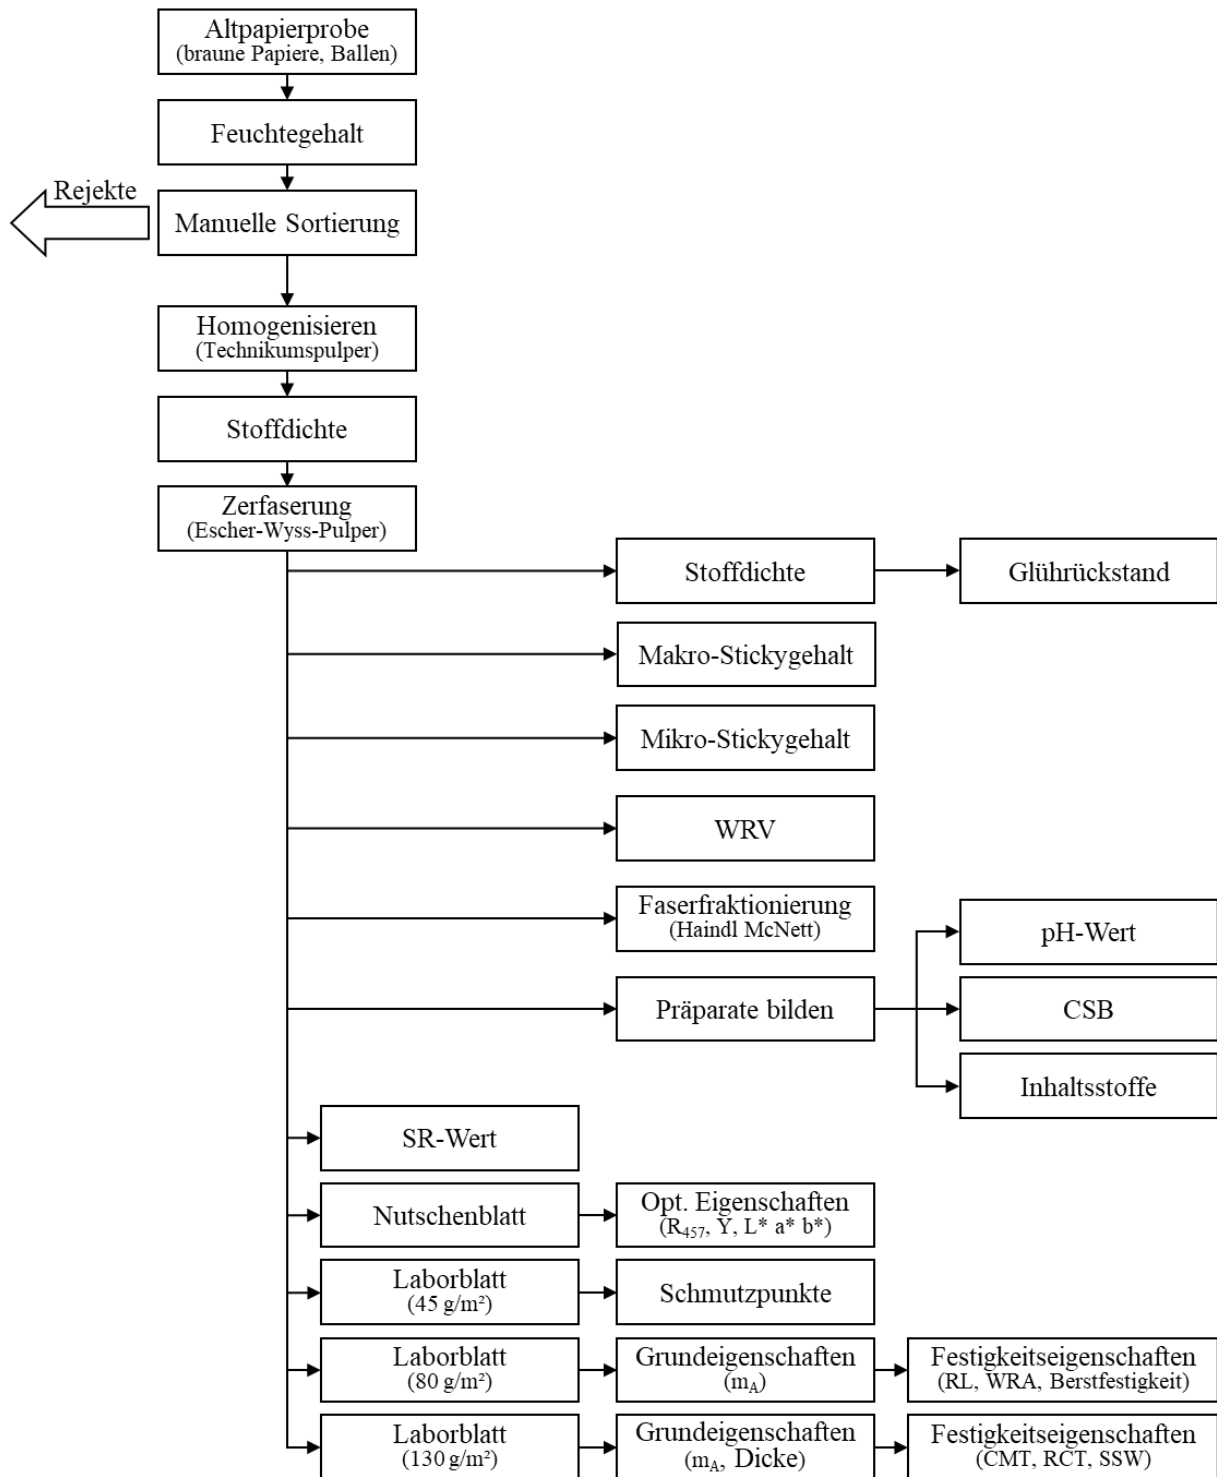 Altpapierprobe
(braune Papiere, Ballen)
Feuchtegehalt
Rejekte
Manuelle Sortierung
Homogenisieren
(Technikumspulper)
Stoffdichte
Zerfaserung
(Escher-Wyss-Pulper)
Stoffdichte
Glührückstand
Makro-Stickygehalt
Mikro-Stickygehalt
WRV
Faserfraktionierung
(Haindl McNett)
Präparate bilden
pH-Wert
CSB
Inhaltsstoffe
SR-Wert
Nutschenblatt
Opt. Eigenschaften
(R₄₅₇, Y, L* a* b*)
Laborblatt
(45 g/m²)
Schmutzpunkte
Laborblatt
(80 g/m²)
Grundeigenschaften
(m_A)
Festigkeitseigenschaften
(RL, WRA, Berstfestigkeit)
Laborblatt
(130 g/m²)
Grundeigenschaften
(m_A, Dicke)
Festigkeitseigenschaften
(CMT, RCT, SSW)